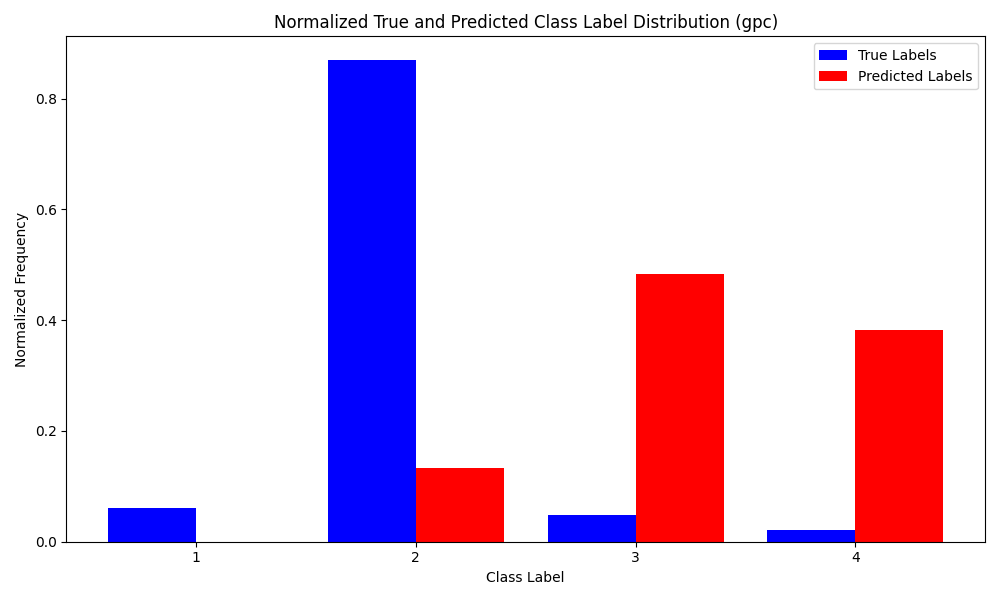 Normalized True and Predicted Class Label Distribution (gpc)
True Labels
Predicted Labels
Normalized Frequency
0.8
0.6
0.4
0.2
0.0
1 2 3 4
Class Label